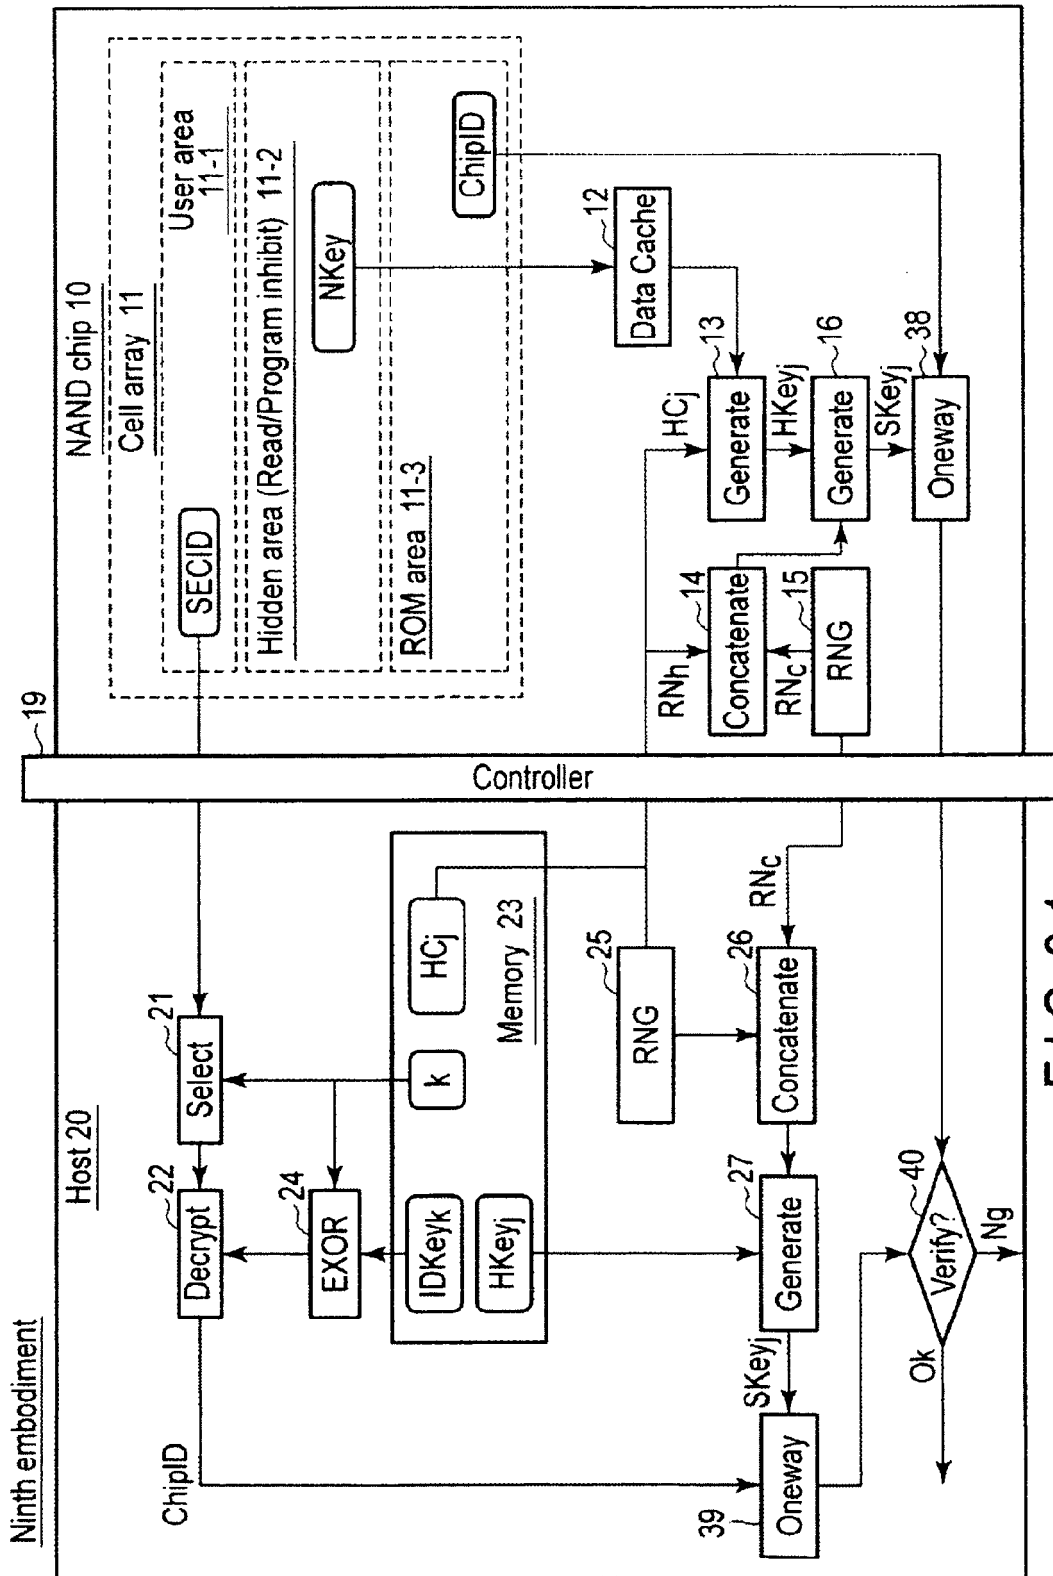 Ninth embodiment
Host 20
NAND chip 10
Cell array 11
19
Controller
ChipID
Decrypt
22
Select
21
EXOR
24
IDKeyk
HKeyj
k
HCj
Memory 23
RNG
25
Concatenate
26
RNc
Generate
27
SKeyj
Oneway
39
Verify?
40
Ok
Ng
SECID
User area
11-1
Hidden area (Read/Program inhibit) 11-2
NKey
ROM area 11-3
ChipID
Data Cache
12
HCj
Generate
13
HKeyj
Generate
16
SKeyj
Oneway
38
RNh
Concatenate
14
RNc
RNG
15